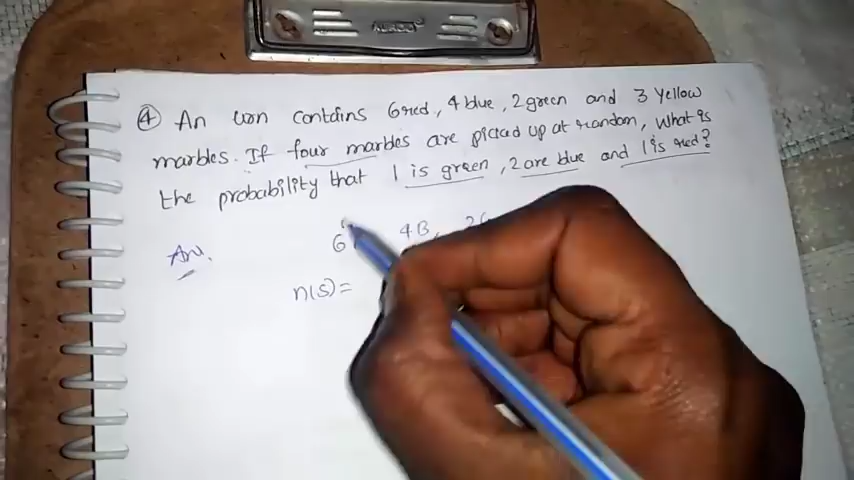 ④ An urn contains 6 red, 4 blue, 2 green and 3 Yellow
marbles. If four marbles are picked up at random, What is
the probability that 1 is green, 2 are blue and 1 is red?
Ans. 6 4B, 2G
n(S) =